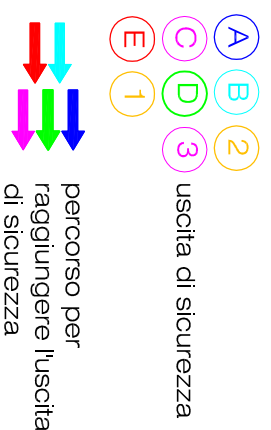 A B 2
C D 3 uscita di sicurezza
E 1
percorso per
raggiungere l'uscita
di sicurezza